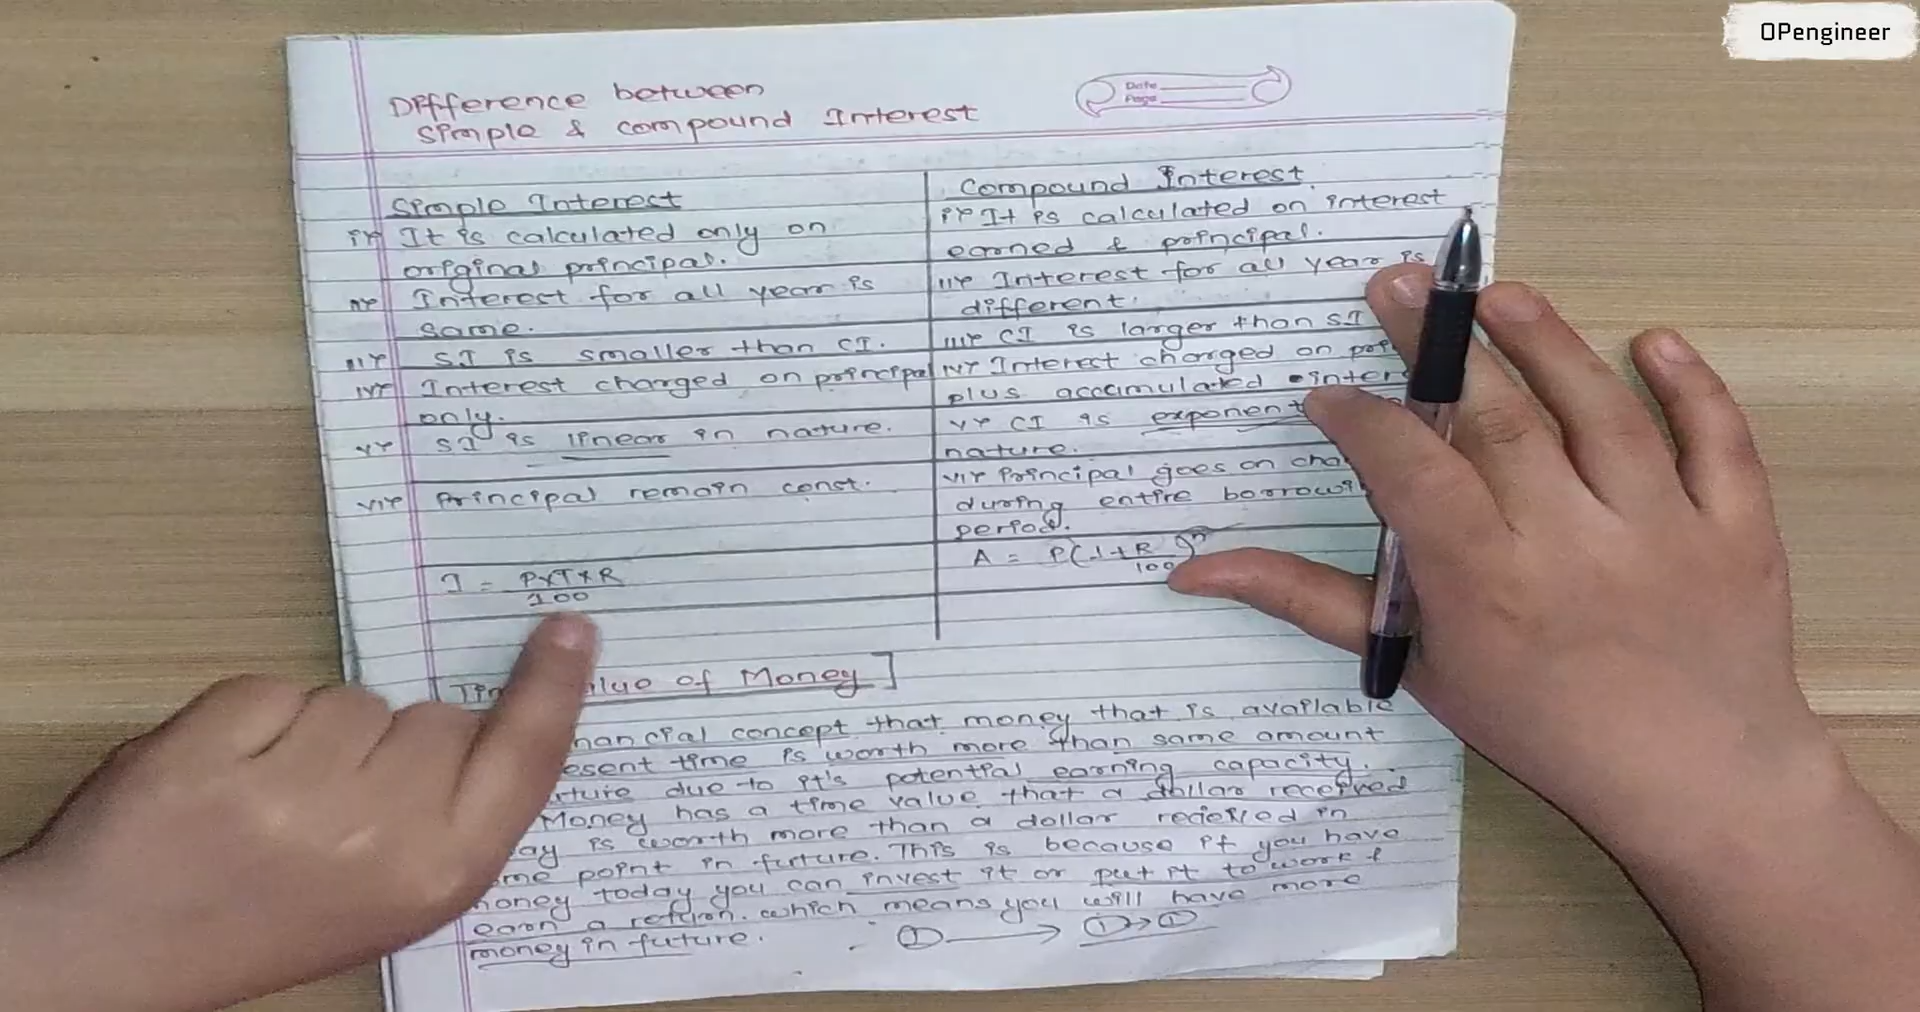 OPengineer
Difference between
Simple & compound Interest
Date
Page
Simple Interest
i) It is calculated only on
original principal.
ii) Interest for all year is
same.
iii) S.I is smaller than CI.
iv) Interest charged on principal
only.
v) SI is linear in nature.
vi) Principal remain const.
I = P×T×R
100
Compound Interest
i) It is calculated on interest
earned & principal.
ii) Interest for all year is
different.
iii) CI is larger than SI
iv) Interest charged on
plus accumulated
v) CI is
nature.
vi) Principal goes on
during entire
period.
A = P(1+R
100
)n
of Money
concept that money that is available
time is worth more than same amount
due to it's potential earning capacity.
Money has a time value that a dollar received
is worth more than a dollar recieved in
point in future. This is because if you have
today you can invest it or put it to work &
earn a return. which means you will have more
money in future.
1 1 → 1